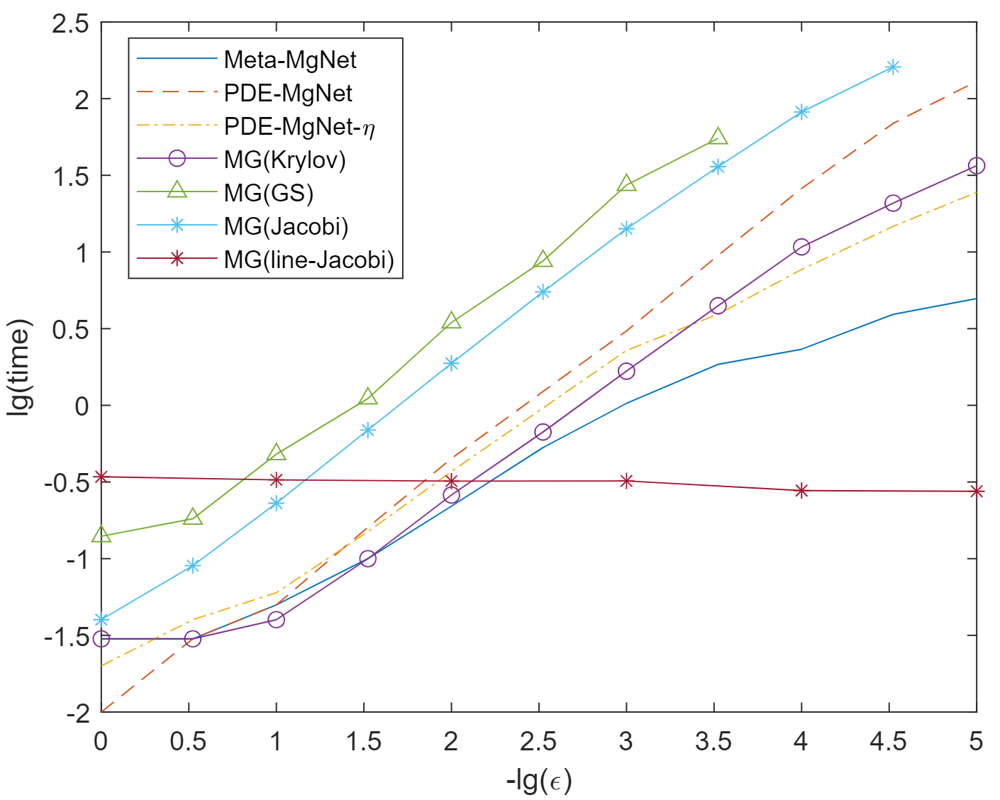 2.5
2
1.5
1
0.5
0
-0.5
-1
-1.5
-2
lg(time)
Meta-MgNet
PDE-MgNet
PDE-MgNet-η
MG(Krylov)
MG(GS)
MG(Jacobi)
MG(line-Jacobi)
0 0.5 1 1.5 2 2.5 3 3.5 4 4.5 5
-lg(ϵ)